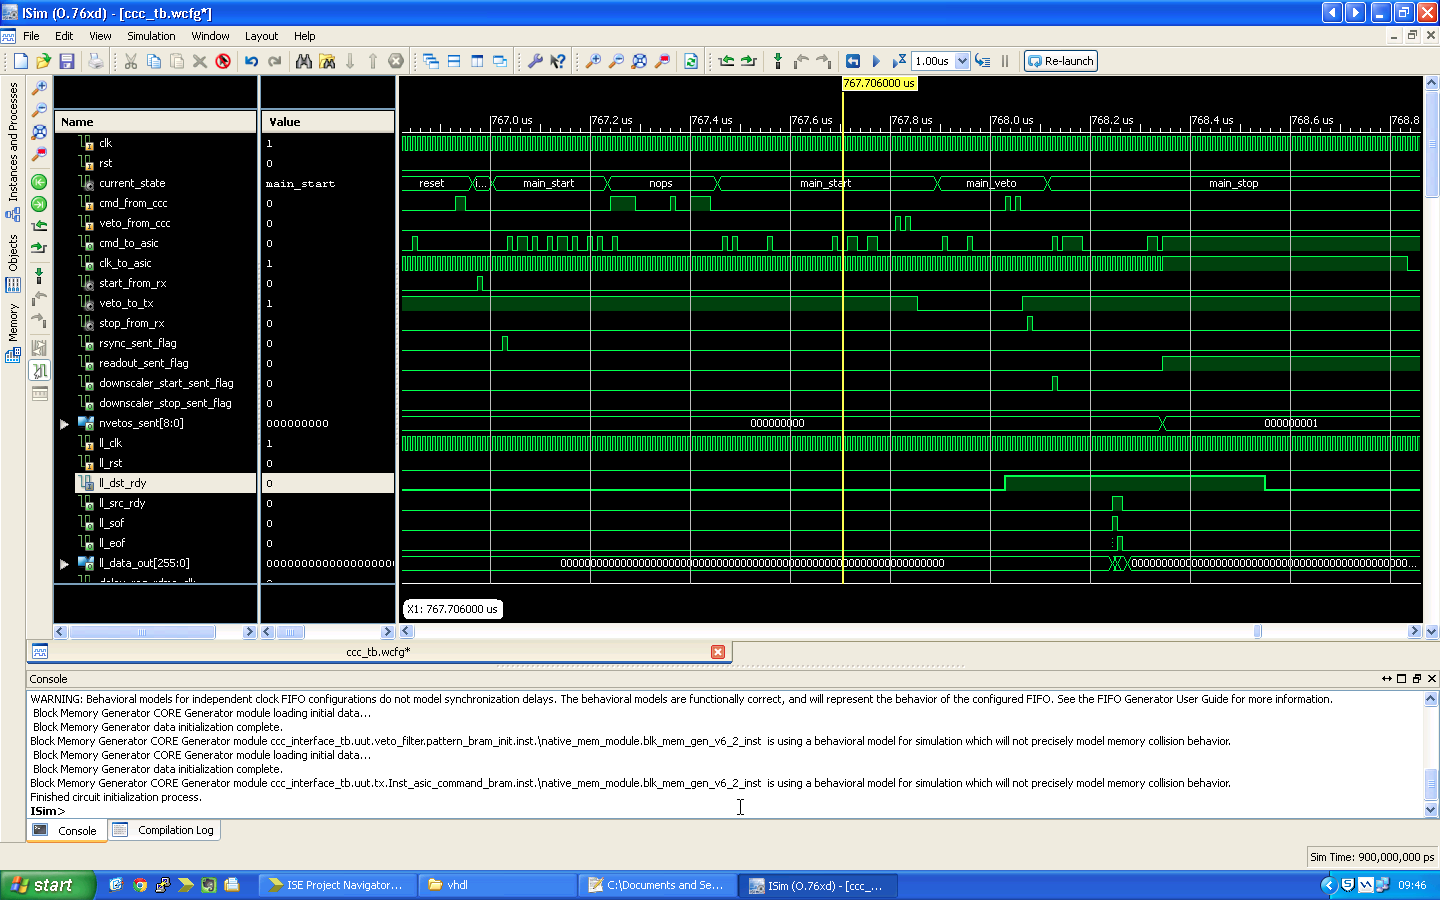 ISim (O.76xd) - [ccc_tb.wcfg*]
File Edit View Simulation Window Layout Help
1.00us
Re-launch
767.706000 us
Instances and Processes
Objects
Memory
Name
Value
767.0 us 767.2 us 767.4 us 767.6 us 767.8 us 768.0 us 768.2 us 768.4 us 768.6 us 768.8
clk 1
rst 0
current_state main_start reset i... main_start nops main_start main_veto main_stop
cmd_from_ccc 0
veto_from_ccc 0
cmd_to_asic 0
clk_to_asic 1
start_from_rx 0
veto_to_tx 1
stop_from_rx 0
rsync_sent_flag 0
readout_sent_flag 0
downscaler_start_sent_flag 0
downscaler_stop_sent_flag 0
nvetos_sent[8:0] 000000000 000000000 000000001
ll_clk 1
ll_rst 0
ll_dst_rdy 0
ll_src_rdy 0
ll_sof 0
ll_eof 0
ll_data_out[255:0]
X1: 767.706000 us
ccc_tb.wcfg*
Console
WARNING: Behavioral models for independent clock FIFO configurations do not model synchronization delays. The behavioral models are functionally correct, and will represent the behavior of the configured FIFO. See the FIFO Generator User Guide for more information.
Block Memory Generator CORE Generator module loading initial data...
Block Memory Generator data initialization complete.
Block Memory Generator CORE Generator module ccc_interface_tb.uut.veto_filter.pattern_bram_init.inst.\native_mem_module.blk_mem_gen_v6_2_inst is using a behavioral model for simulation which will not precisely model memory collision behavior.
Block Memory Generator CORE Generator module loading initial data...
Block Memory Generator data initialization complete.
Block Memory Generator CORE Generator module ccc_interface_tb.uut.tx.Inst_asic_command_bram.inst.\native_mem_module.blk_mem_gen_v6_2_inst is using a behavioral model for simulation which will not precisely model memory collision behavior.
Finished circuit initialization process.
ISim>
Console Compilation Log
Sim Time: 900,000,000 ps
start
ISE Project Navigator...
vhdl
C:\Documents and Se...
ISim (O.76xd) - [ccc_...
09:46